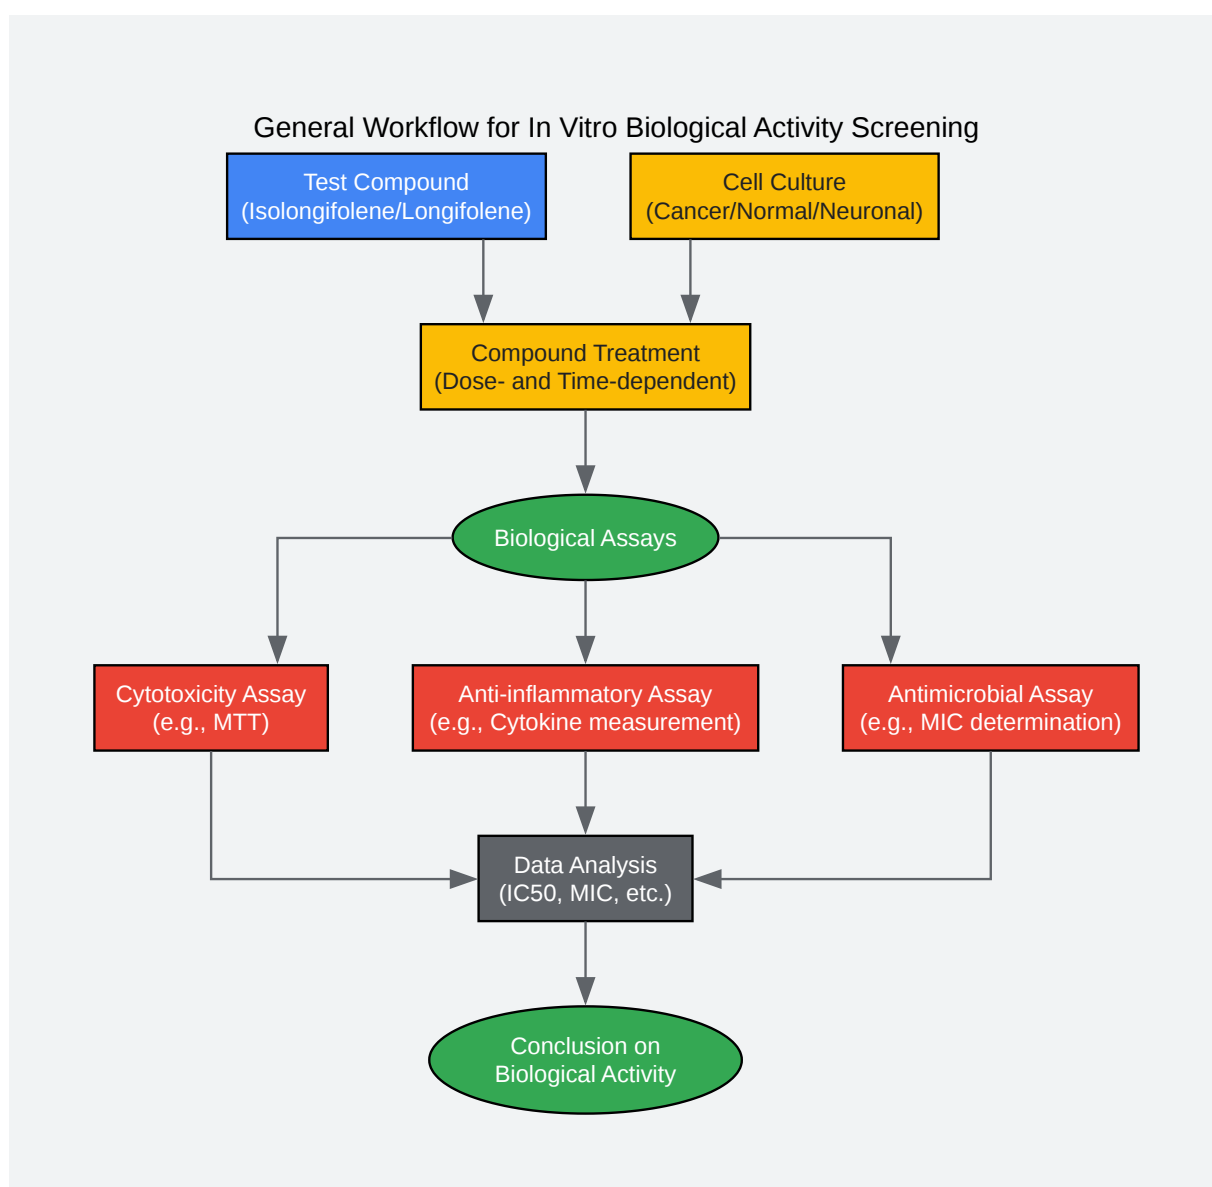 General Workflow for In Vitro Biological Activity Screening
Test Compound
(Isolongifolene/Longifolene)
Cell Culture
(Cancer/Normal/Neuronal)
Compound Treatment
(Dose- and Time-dependent)
Biological Assays
Cytotoxicity Assay
(e.g., MTT)
Anti-inflammatory Assay
(e.g., Cytokine measurement)
Antimicrobial Assay
(e.g., MIC determination)
Data Analysis
(IC50, MIC, etc.)
Conclusion on
Biological Activity